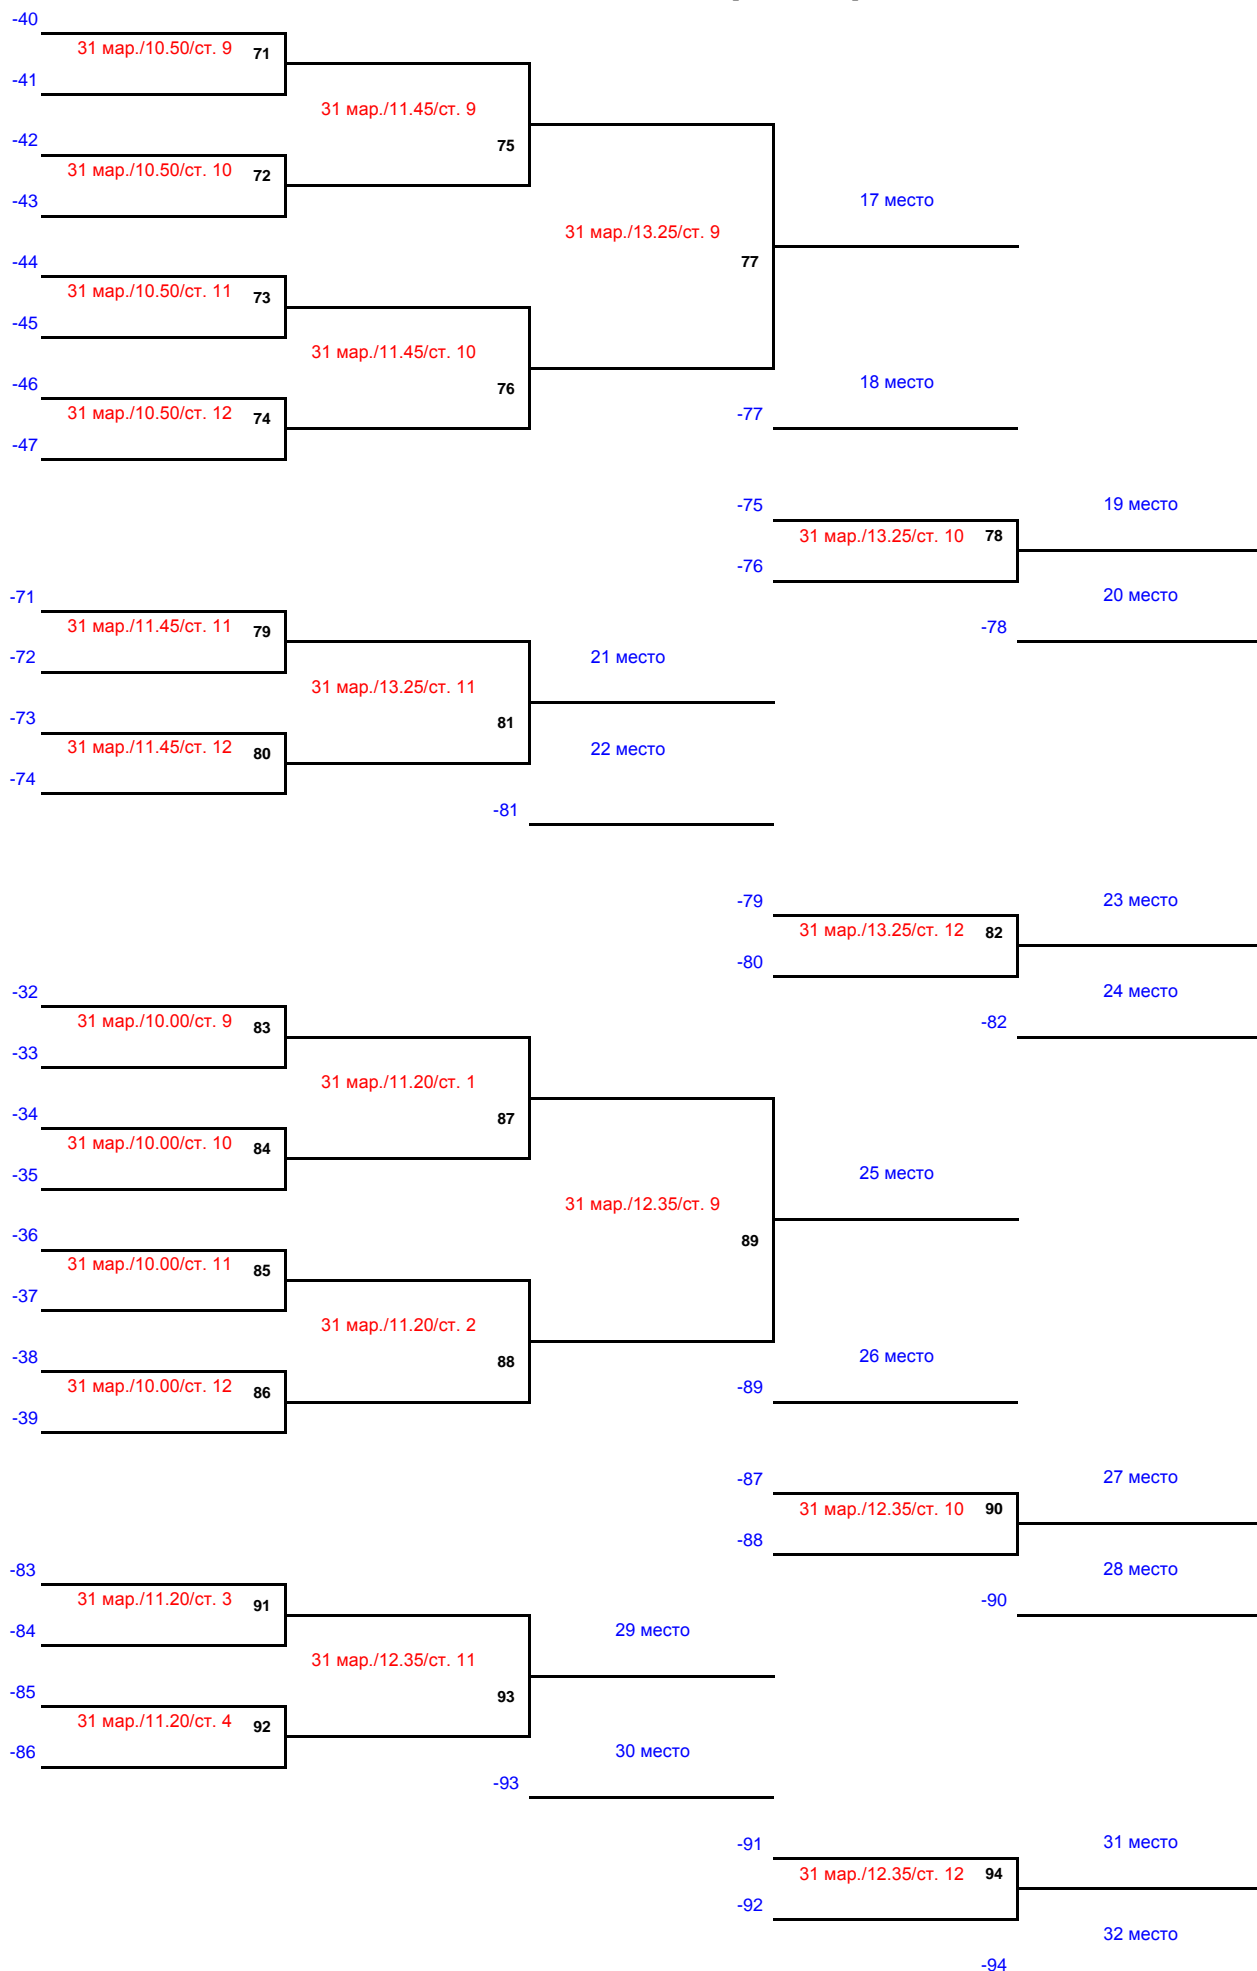 -40
31 мар./10.50/ст. 9 71
-41
31 мар./11.45/ст. 9
75
-42
31 мар./10.50/ст. 10 72
-43
17 место
31 мар./13.25/ст. 9
77
-44
31 мар./10.50/ст. 11 73
-45
31 мар./11.45/ст. 10
76
-46
18 место
31 мар./10.50/ст. 12 74
-77
-47
-75
19 место
31 мар./13.25/ст. 10 78
-76
-71
20 место
31 мар./11.45/ст. 11 79
-78
-72
21 место
31 мар./13.25/ст. 11
81
-73
31 мар./11.45/ст. 12 80
22 место
-74
-81
-79
23 место
31 мар./13.25/ст. 12 82
-80
-32
24 место
31 мар./10.00/ст. 9 83
-82
-33
31 мар./11.20/ст. 1
87
-34
31 мар./10.00/ст. 10 84
-35
25 место
31 мар./12.35/ст. 9
89
-36
31 мар./10.00/ст. 11 85
-37
31 мар./11.20/ст. 2
88
-38
26 место
31 мар./10.00/ст. 12 86
-89
-39
-87
27 место
31 мар./12.35/ст. 10 90
-88
-83
28 место
31 мар./11.20/ст. 3 91
-90
-84
29 место
31 мар./12.35/ст. 11
93
-85
31 мар./11.20/ст. 4 92
-86
30 место
-93
-91
31 место
31 мар./12.35/ст. 12 94
-92
32 место
-94